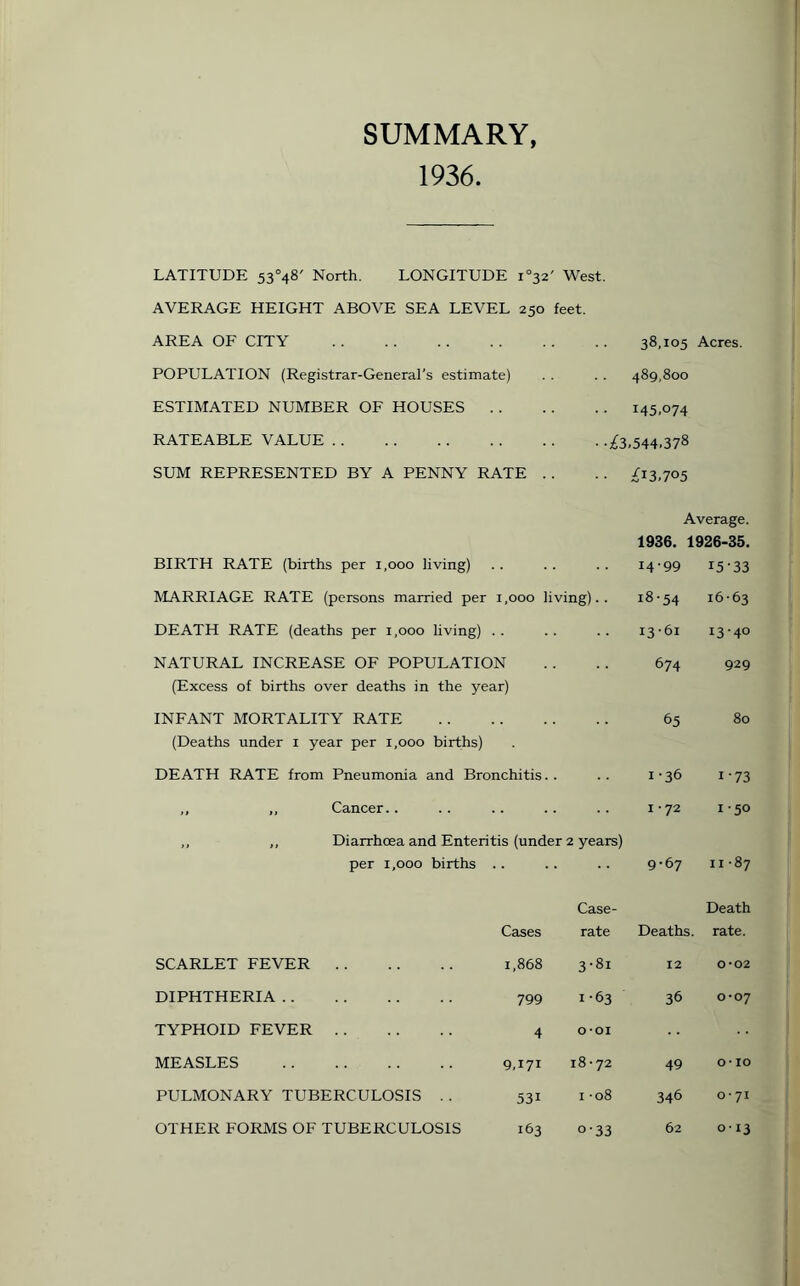 SUMMARY,
1936.
LATITUDE 53°48′ North. LONGITUDE 1°32′ West.
AVERAGE HEIGHT ABOVE SEA LEVEL 250 feet.
AREA OF CITY .. .. .. .. .. .. 38,105 Acres.
POPULATION (Registrar-General's estimate) .. .. 489,800
ESTIMATED NUMBER OF HOUSES .. .. .. 145,074
RATEABLE VALUE .. .. .. .. .. ..£3,544,378
SUM REPRESENTED BY A PENNY RATE .. .. £13,705
Average.
1936. 1926-35.
BIRTH RATE (births per 1,000 living) .. .. .. 14·99 15·33
MARRIAGE RATE (persons married per 1,000 living).. 18·54 16·63
DEATH RATE (deaths per 1,000 living) .. .. .. 13·61 13·40
NATURAL INCREASE OF POPULATION .. .. 674 929
(Excess of births over deaths in the year)
INFANT MORTALITY RATE .. .. .. .. 65 80
(Deaths under 1 year per 1,000 births)
DEATH RATE from Pneumonia and Bronchitis.. .. 1·36 1·73
,, ,, Cancer.. .. .. .. .. 1·72 1·50
,, ,, Diarrhœa and Enteritis (under 2 years)
per 1,000 births .. .. .. 9·67 11·87
Case- Death
Cases rate Deaths. rate.
SCARLET FEVER .. .. .. 1,868 3·81 12 0·02
DIPHTHERIA .. .. .. .. 799 1·63 36 0·07
TYPHOID FEVER .. .. .. 4 0·01 .. ..
MEASLES .. .. .. .. 9,171 18·72 49 0·10
PULMONARY TUBERCULOSIS .. 531 1·08 346 0·71
OTHER FORMS OF TUBERCULOSIS 163 0·33 62 0·13